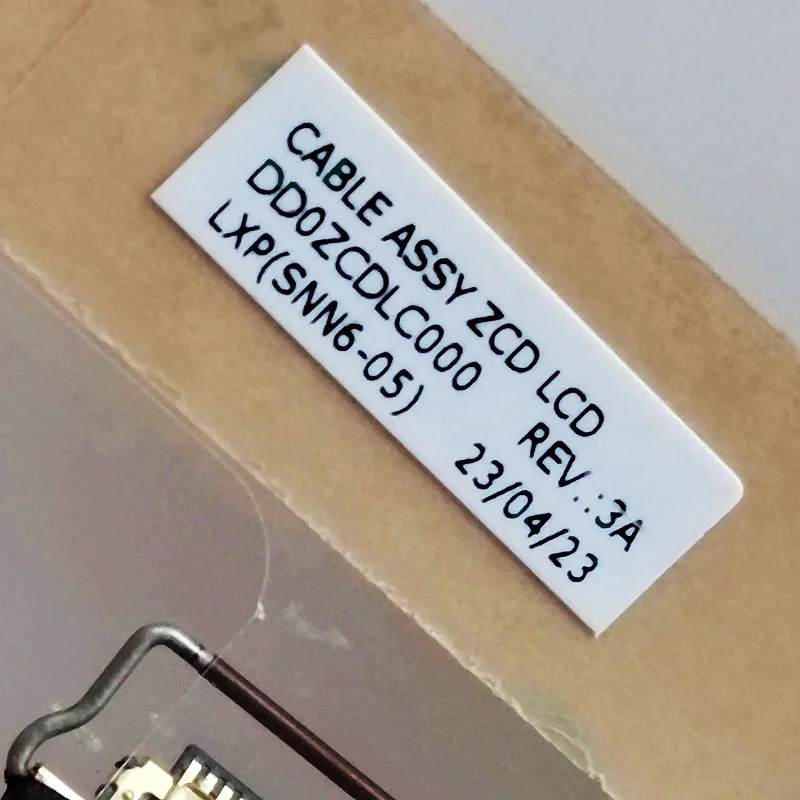 CABLE ASSY ZCD LCD
DD0ZCDLC000 REV.:3A
LXP(SNN6-05) 23/04/23